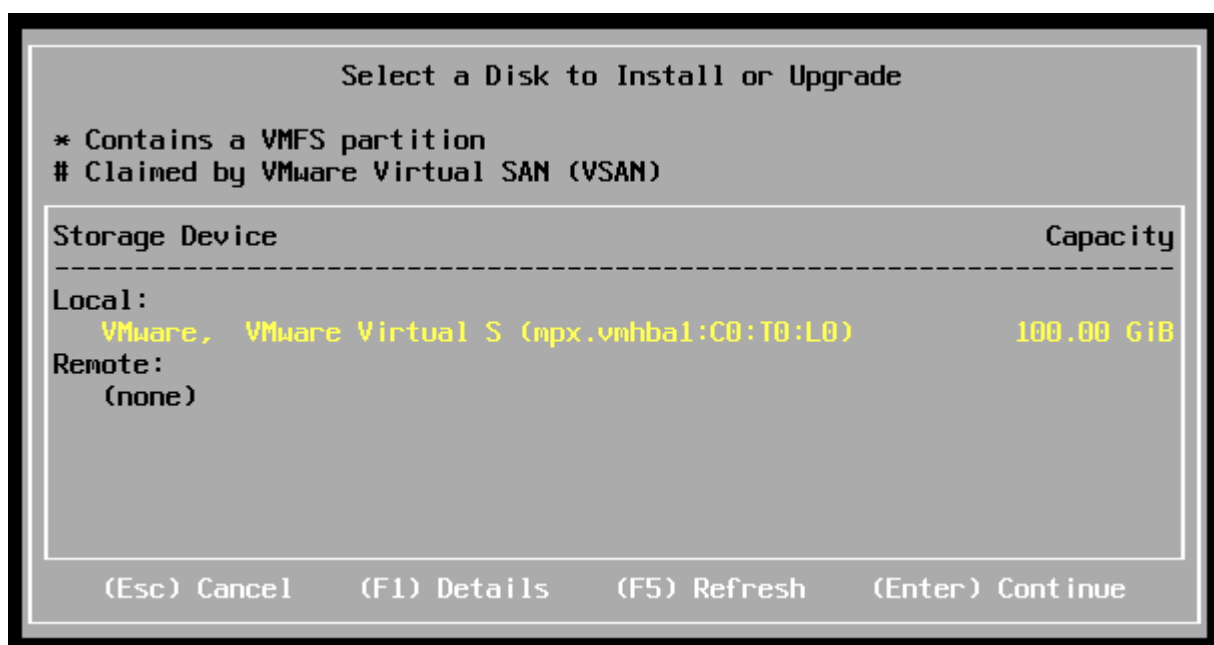 Select a Disk to Install or Upgrade
* Contains a VMFS partition
# Claimed by VMware Virtual SAN (VSAN)
Storage Device Capacity
--------------------------------------------------------------------
Local:
VMware, VMware Virtual S (mpx.vmhba1:C0:T0:L0) 100.00 GiB
Remote:
(none)
(Esc) Cancel (F1) Details (F5) Refresh (Enter) Continue